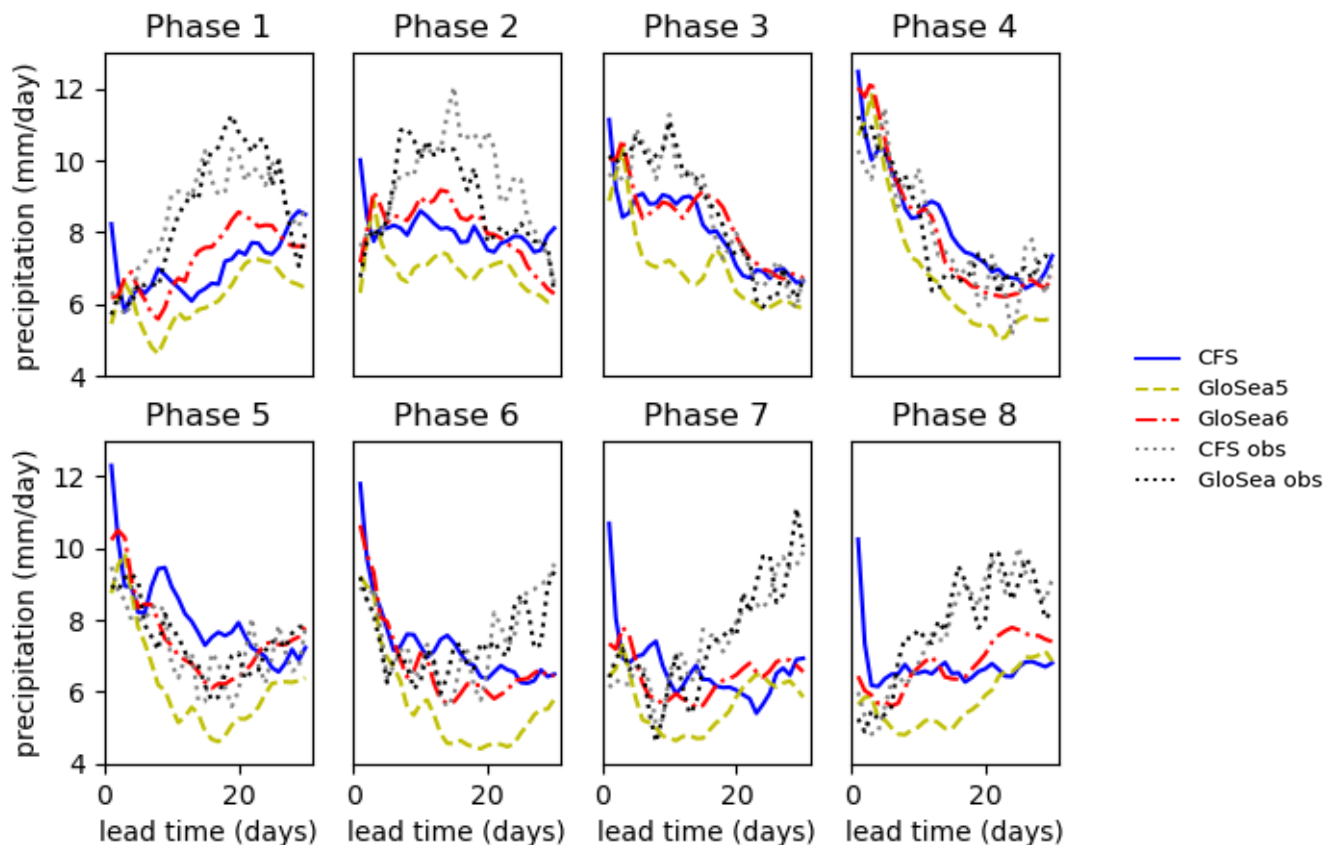 Phase 1
Phase 2
Phase 3
Phase 4
precipitation (mm/day)
12
10
8
6
4
CFS
GloSea5
GloSea6
CFS obs
GloSea obs
Phase 5
Phase 6
Phase 7
Phase 8
precipitation (mm/day)
12
10
8
6
4
0 20
0 20
0 20
0 20
lead time (days)
lead time (days)
lead time (days)
lead time (days)